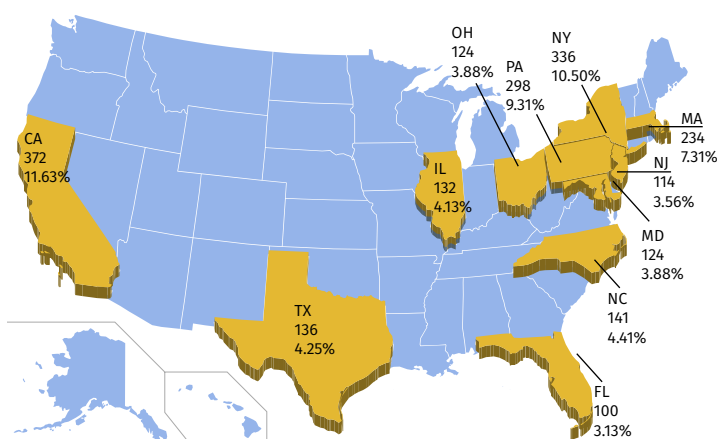 OH
124
3.88%
PA
298
9.31%
NY
336
10.50%
MA
234
7.31%
NJ
114
3.56%
MD
124
3.88%
CA
372
11.63%
IL
132
4.13%
NC
141
4.41%
TX
136
4.25%
FL
100
3.13%